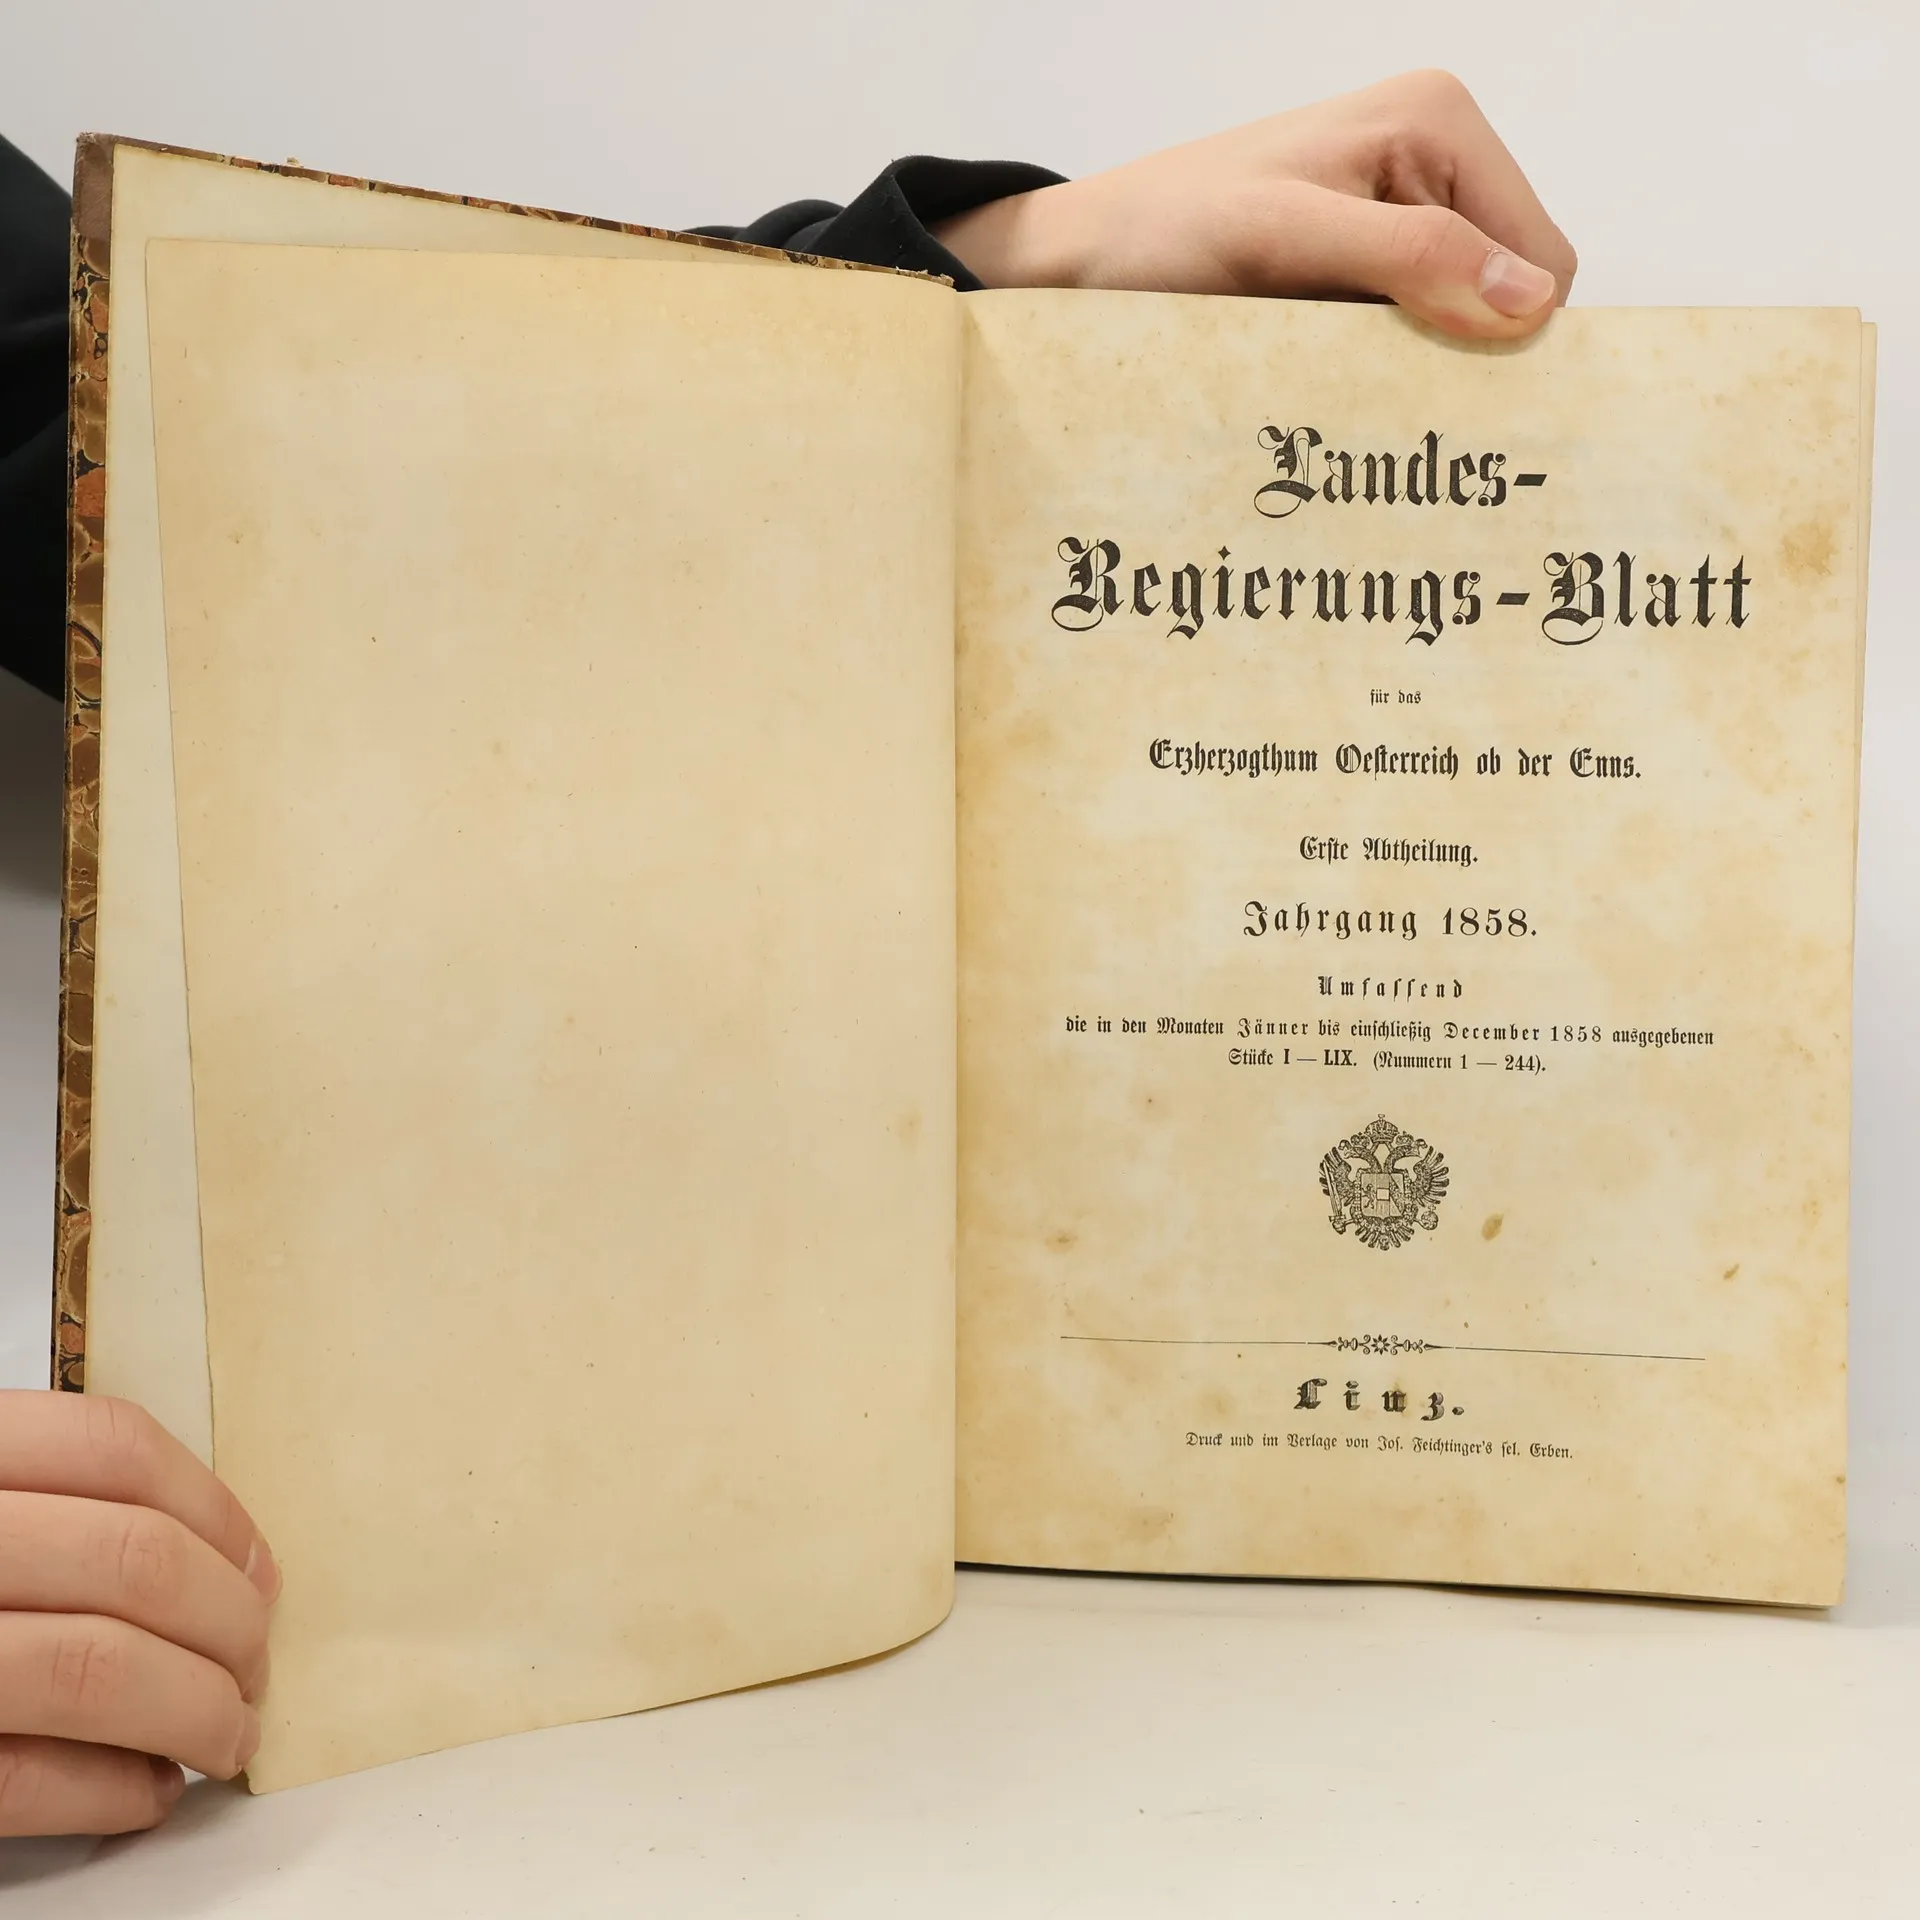 Landes-
Regierungs-Blatt
für das
Erzherzogthum Oesterreich ob der Enns.
Erste Abtheilung.
Jahrgang 1858.
Umfassend
die in den Monaten Jänner bis einschließig December 1858 ausgegebenen
Stücke I — LIX. (Nummern 1 — 244).
Linz.
Druck und im Verlage von Jos. Feichtinger's sel. Erben.